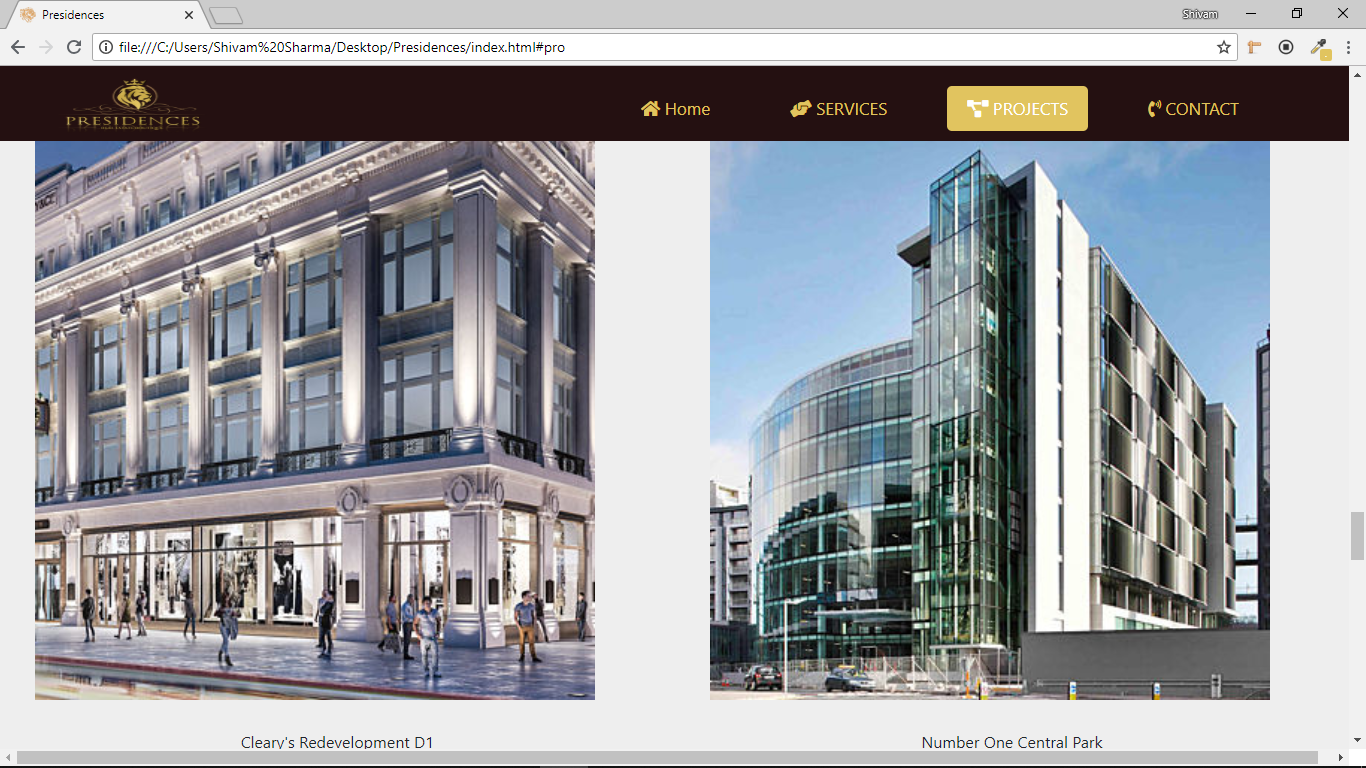 Presidences
Shivam
file:///C:/Users/Shivam%20Sharma/Desktop/Presidences/index.html#pro
PRESIDENCES
Home
SERVICES
PROJECTS
CONTACT
Cleary's Redevelopment D1
Number One Central Park